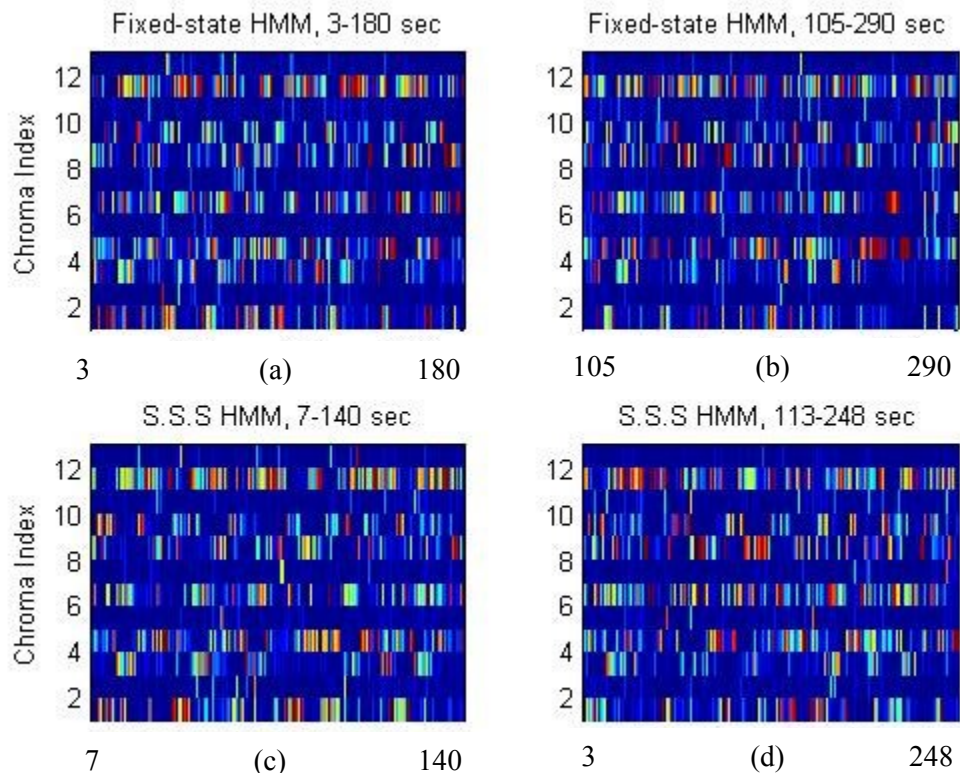 Fixed-state HMM, 3-180 sec
Fixed-state HMM, 105-290 sec
Chroma Index
12
10
8
6
4
2
12
10
8
6
4
2
3 (a) 180
105 (b) 290
S.S.S HMM, 7-140 sec
S.S.S HMM, 113-248 sec
Chroma Index
12
10
8
6
4
2
12
10
8
6
4
2
7 (c) 140
3 (d) 248